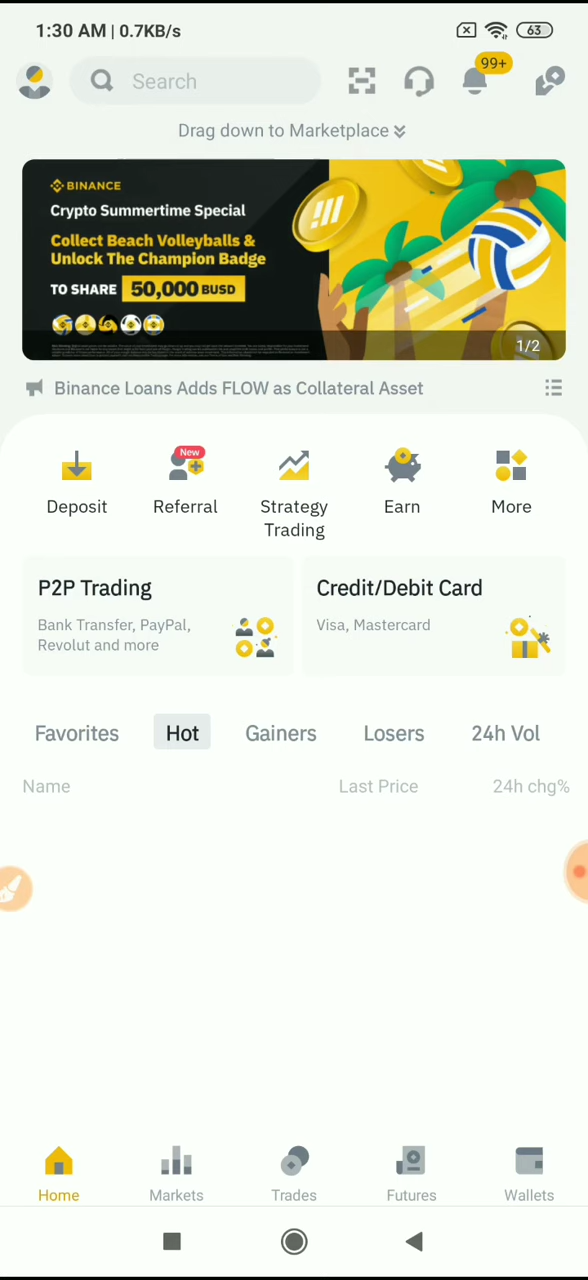 1:30 AM | 0.7KB/s
63
Search
99+
Drag down to Marketplace
BINANCE
Crypto Summertime Special
Collect Beach Volleyballs &
Unlock The Champion Badge
TO SHARE 50,000 BUSD
1/2
Binance Loans Adds FLOW as Collateral Asset
New
Deposit
Referral
Strategy
Trading
Earn
More
P2P Trading
Bank Transfer, PayPal,
Revolut and more
Credit/Debit Card
Visa, Mastercard
Favorites Hot Gainers Losers 24h Vol
Name Last Price 24h chg%
Home Markets Trades Futures Wallets